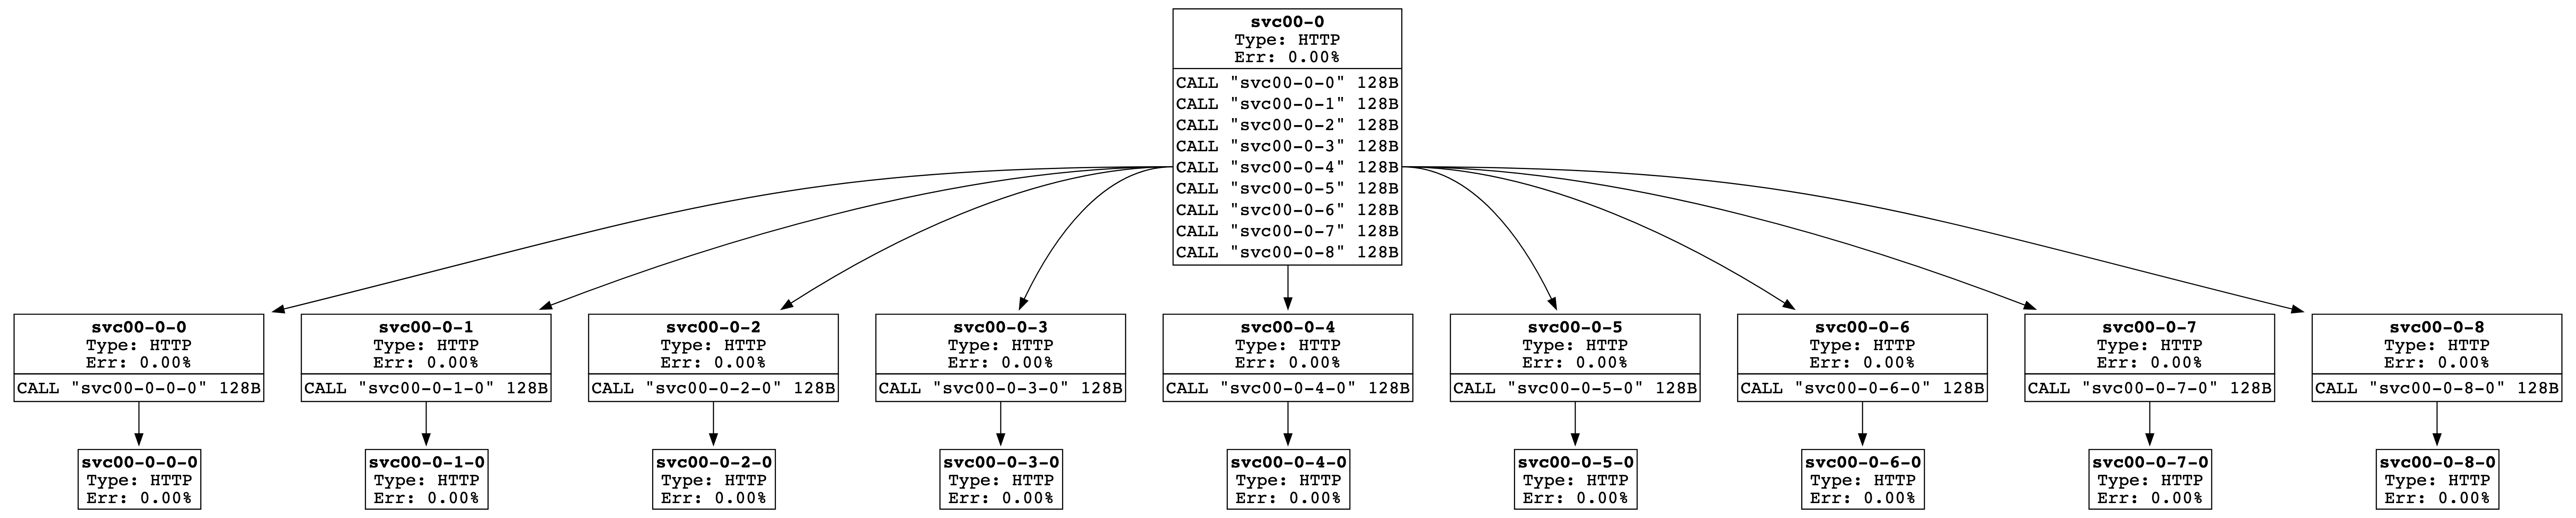 svc00-0
Type: HTTP
Err: 0.00%
CALL "svc00-0-0" 128B
CALL "svc00-0-1" 128B
CALL "svc00-0-2" 128B
CALL "svc00-0-3" 128B
CALL "svc00-0-4" 128B
CALL "svc00-0-5" 128B
CALL "svc00-0-6" 128B
CALL "svc00-0-7" 128B
CALL "svc00-0-8" 128B
svc00-0-0
Type: HTTP
Err: 0.00%
CALL "svc00-0-0-0" 128B
svc00-0-1
Type: HTTP
Err: 0.00%
CALL "svc00-0-1-0" 128B
svc00-0-2
Type: HTTP
Err: 0.00%
CALL "svc00-0-2-0" 128B
svc00-0-3
Type: HTTP
Err: 0.00%
CALL "svc00-0-3-0" 128B
svc00-0-4
Type: HTTP
Err: 0.00%
CALL "svc00-0-4-0" 128B
svc00-0-5
Type: HTTP
Err: 0.00%
CALL "svc00-0-5-0" 128B
svc00-0-6
Type: HTTP
Err: 0.00%
CALL "svc00-0-6-0" 128B
svc00-0-7
Type: HTTP
Err: 0.00%
CALL "svc00-0-7-0" 128B
svc00-0-8
Type: HTTP
Err: 0.00%
CALL "svc00-0-8-0" 128B
svc00-0-0-0
Type: HTTP
Err: 0.00%
svc00-0-1-0
Type: HTTP
Err: 0.00%
svc00-0-2-0
Type: HTTP
Err: 0.00%
svc00-0-3-0
Type: HTTP
Err: 0.00%
svc00-0-4-0
Type: HTTP
Err: 0.00%
svc00-0-5-0
Type: HTTP
Err: 0.00%
svc00-0-6-0
Type: HTTP
Err: 0.00%
svc00-0-7-0
Type: HTTP
Err: 0.00%
svc00-0-8-0
Type: HTTP
Err: 0.00%